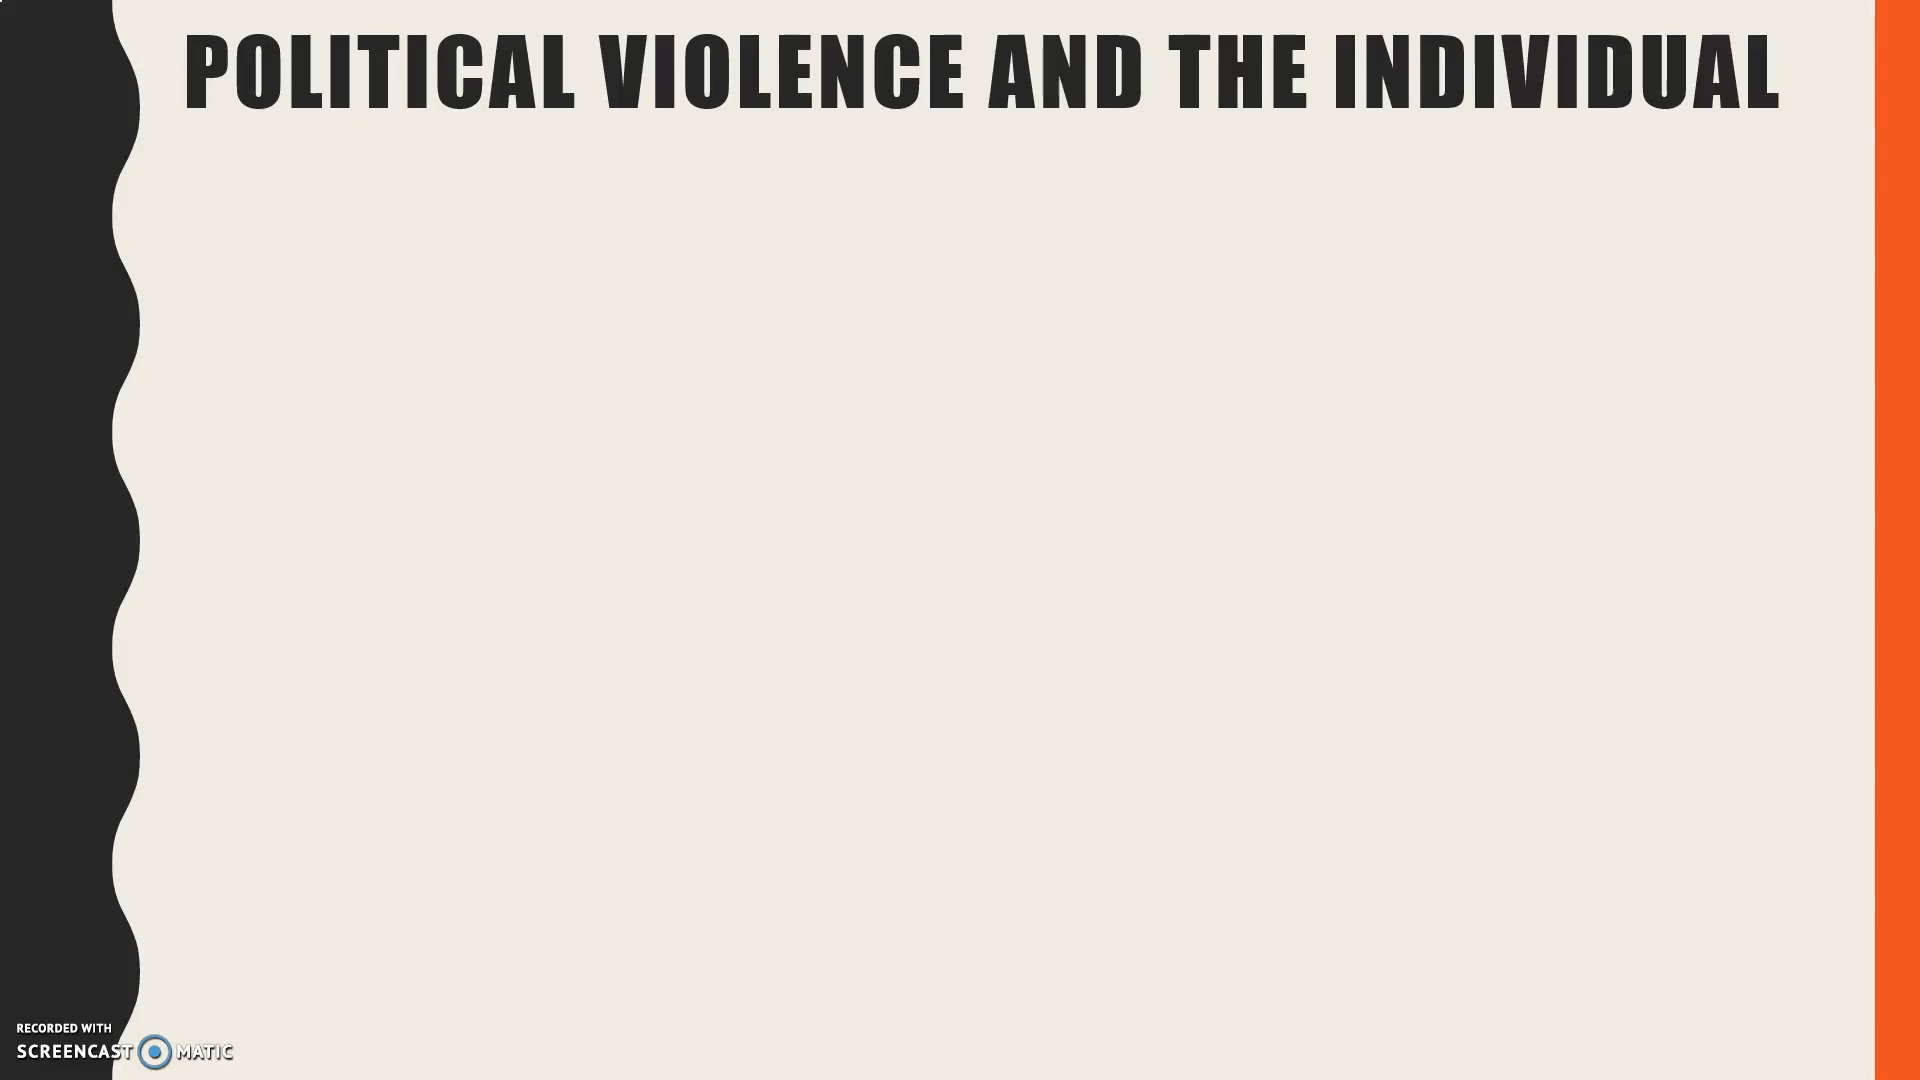 POLITICAL VIOLENCE AND THE INDIVIDUAL
RECORDED WITH
SCREENCAST MATIC